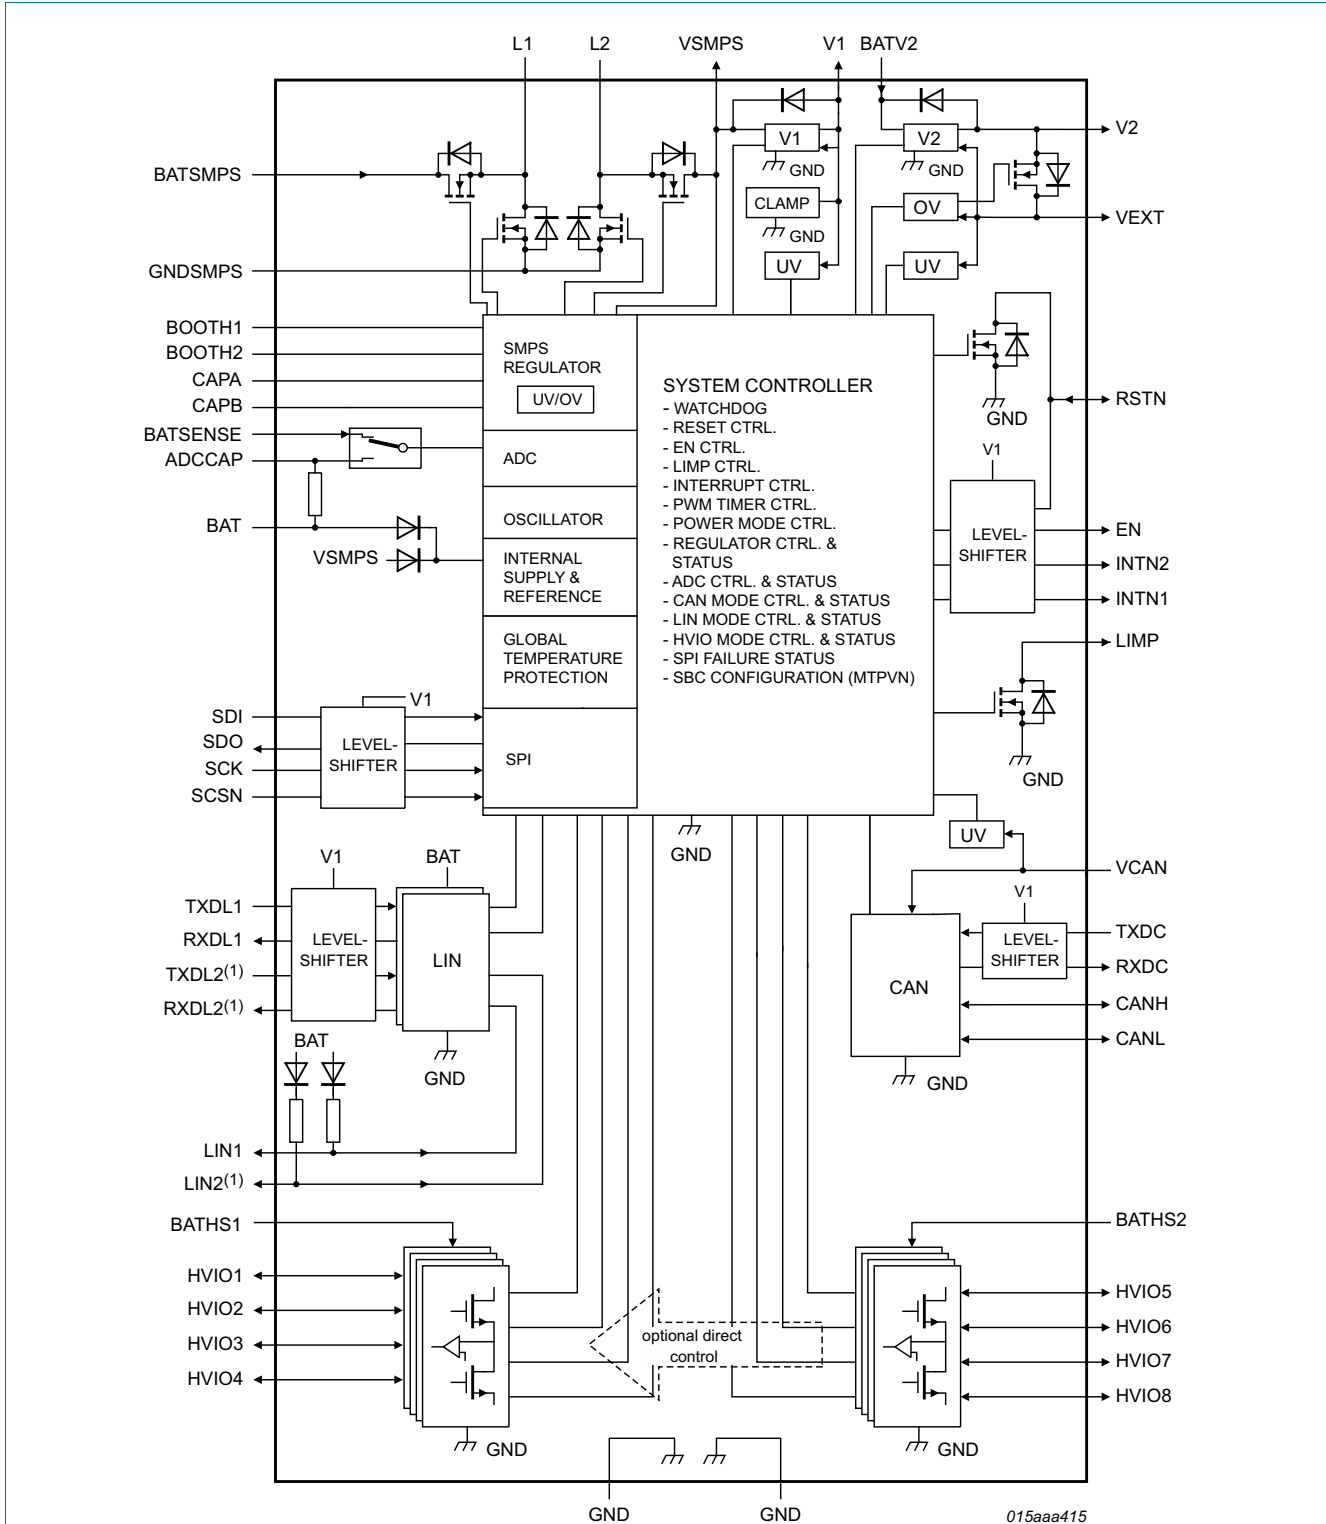 L1 L2 VSMPS V1 BATV2
V1 V2 V2
BATSMPS
GND GND
CLAMP OV
VEXT
GND
GNDSMPS UV UV
BOOTH1
BOOTH2
CAPA
CAPB
BATSENSE
ADCCAP
BAT
VSMPS
SMPS
REGULATOR
UV/OV
ADC
OSCILLATOR
INTERNAL
SUPPLY &
REFERENCE
GLOBAL
TEMPERATURE
PROTECTION
SPI
SYSTEM CONTROLLER
- WATCHDOG
- RESET CTRL.
- EN CTRL.
- LIMP CTRL.
- INTERRUPT CTRL.
- PWM TIMER CTRL.
- POWER MODE CTRL.
- REGULATOR CTRL. &
STATUS
- ADC CTRL. & STATUS
- CAN MODE CTRL. & STATUS
- LIN MODE CTRL. & STATUS
- HVIO MODE CTRL. & STATUS
- SPI FAILURE STATUS
- SBC CONFIGURATION (MTPVN)
GND
RSTN
V1
LEVEL-
SHIFTER
EN
INTN2
INTN1
LIMP
GND
V1
SDI
SDO
SCK
SCSN
LEVEL-
SHIFTER
GND
UV
VCAN
V1 BAT
TXDL1
RXDL1
TXDL2(1)
RXDL2(1)
LEVEL-
SHIFTER
LIN
GND
V1
TXDC
RXDC
LEVEL-
SHIFTER
CAN
CANH
CANL
GND
BAT
LIN1
LIN2(1)
BATHS1
HVIO1
HVIO2
HVIO3
HVIO4
GND
optional direct
control
BATHS2
HVIO5
HVIO6
HVIO7
HVIO8
GND
GND GND
015aaa415